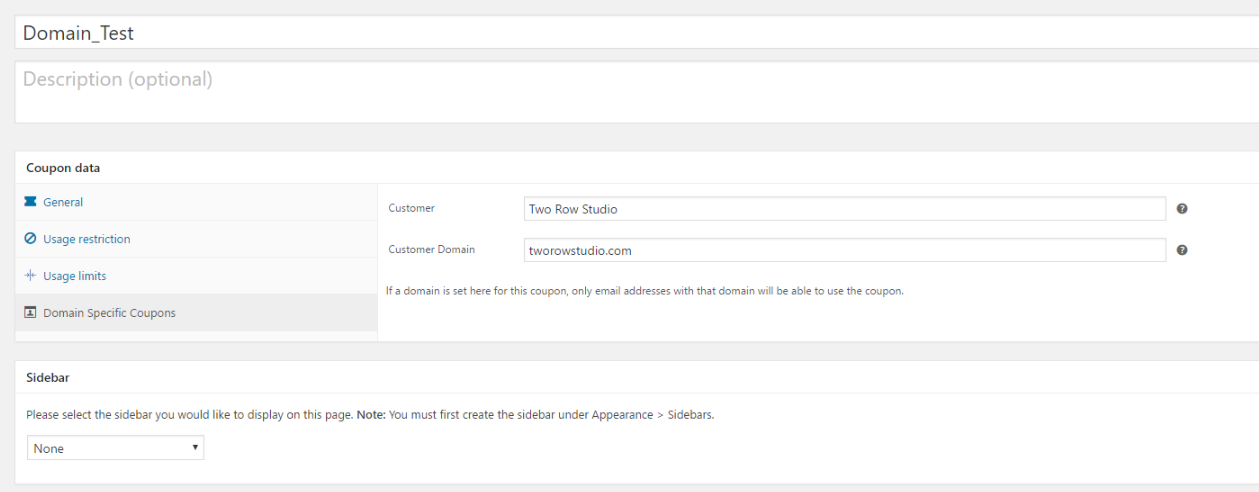 Domain_Test
Description (optional)
Coupon data
General
Usage restriction
Usage limits
Domain Specific Coupons
Customer
Two Row Studio
Customer Domain
tworowstudio.com
If a domain is set here for this coupon, only email addresses with that domain will be able to use the coupon.
Sidebar
Please select the sidebar you would like to display on this page. Note: You must first create the sidebar under Appearance > Sidebars.
None